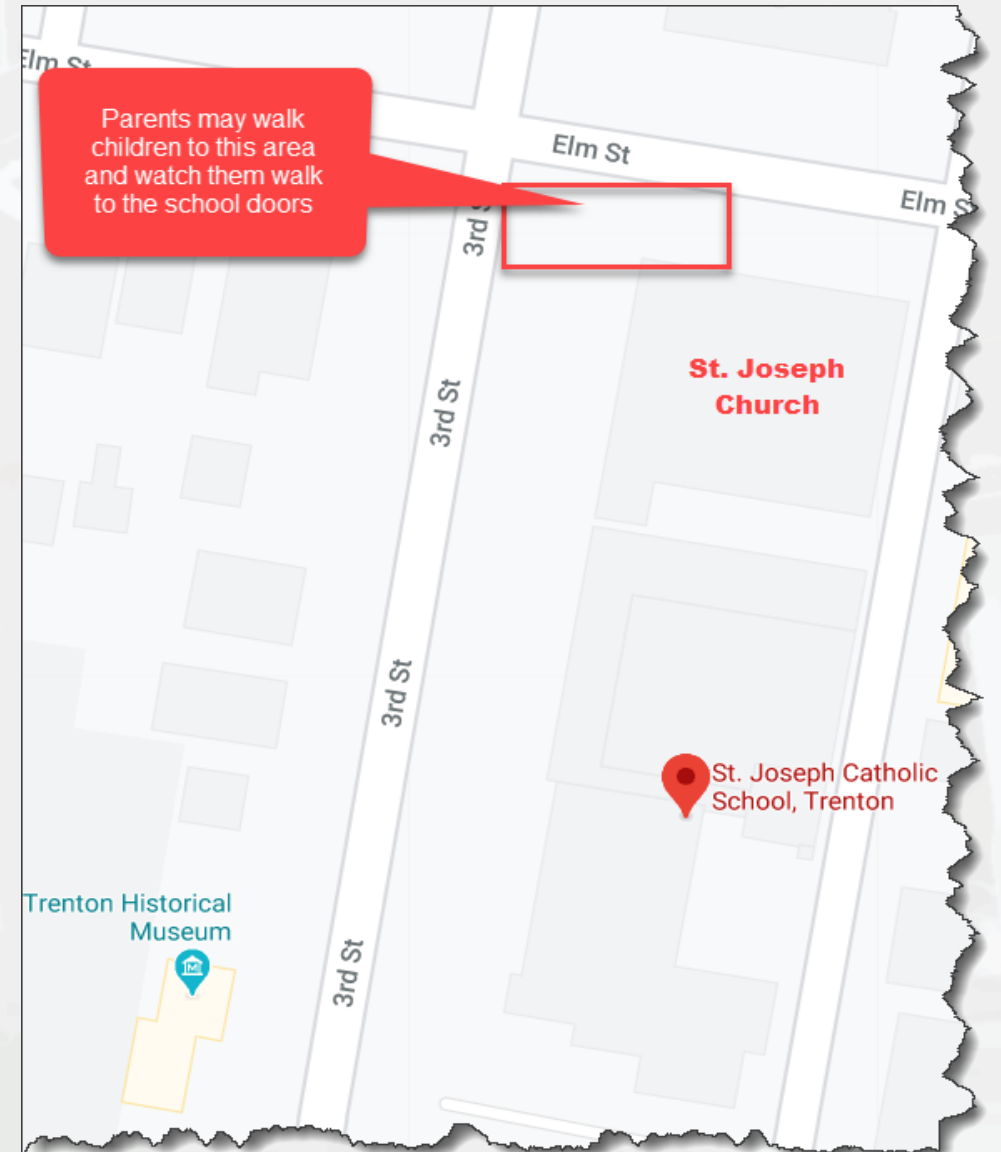 Elm St
Parents may walk
children to this area
and watch them walk
to the school doors
Elm St
Elm S
3rd S
St. Joseph
Church
3rd St
3rd St
St. Joseph Catholic
School, Trenton
Trenton Historical
Museum
3rd St